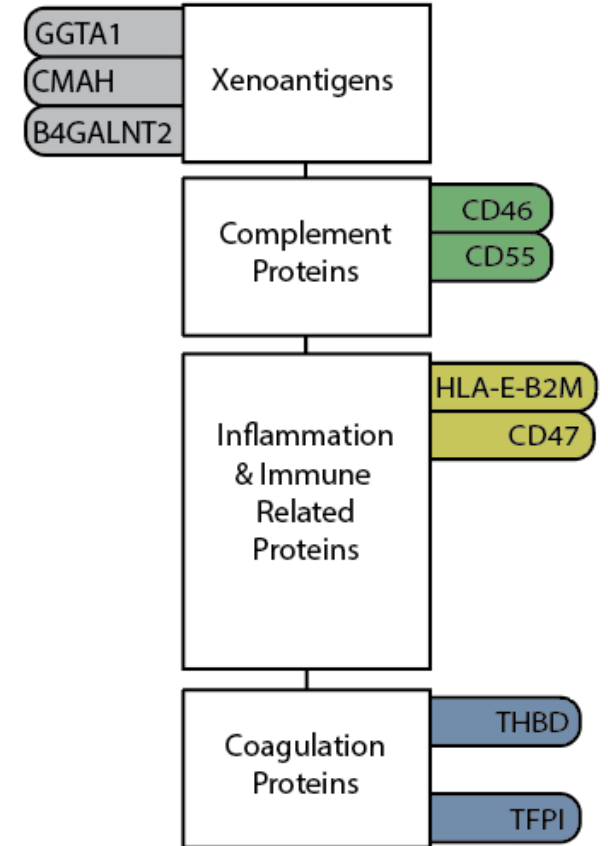 GGTA1
CMAH
B4GALNT2
Xenoantigens
Complement
Proteins
CD46
CD55
Inflammation
& Immune
Related
Proteins
HLA-E-B2M
CD47
Coagulation
Proteins
THBD
TFPI